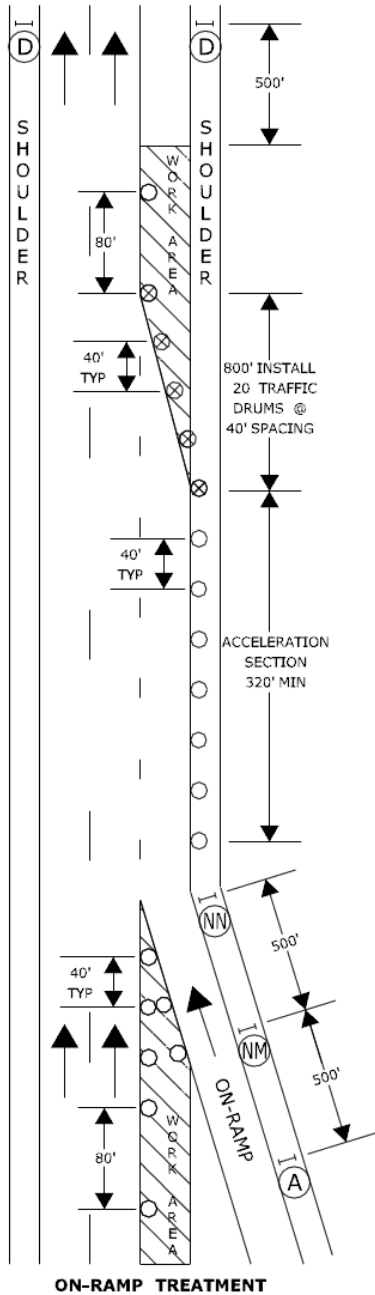 D
D
500'
SHOULDER
SHOULDER
WORK AREA
80'
40'
TYP
800' INSTALL
20 TRAFFIC
DRUMS @
40' SPACING
40'
TYP
ACCELERATION
SECTION
320' MIN
NN
500'
40'
TYP
NM
500'
ON-RAMP
80'
WORK AREA
A
ON-RAMP TREATMENT